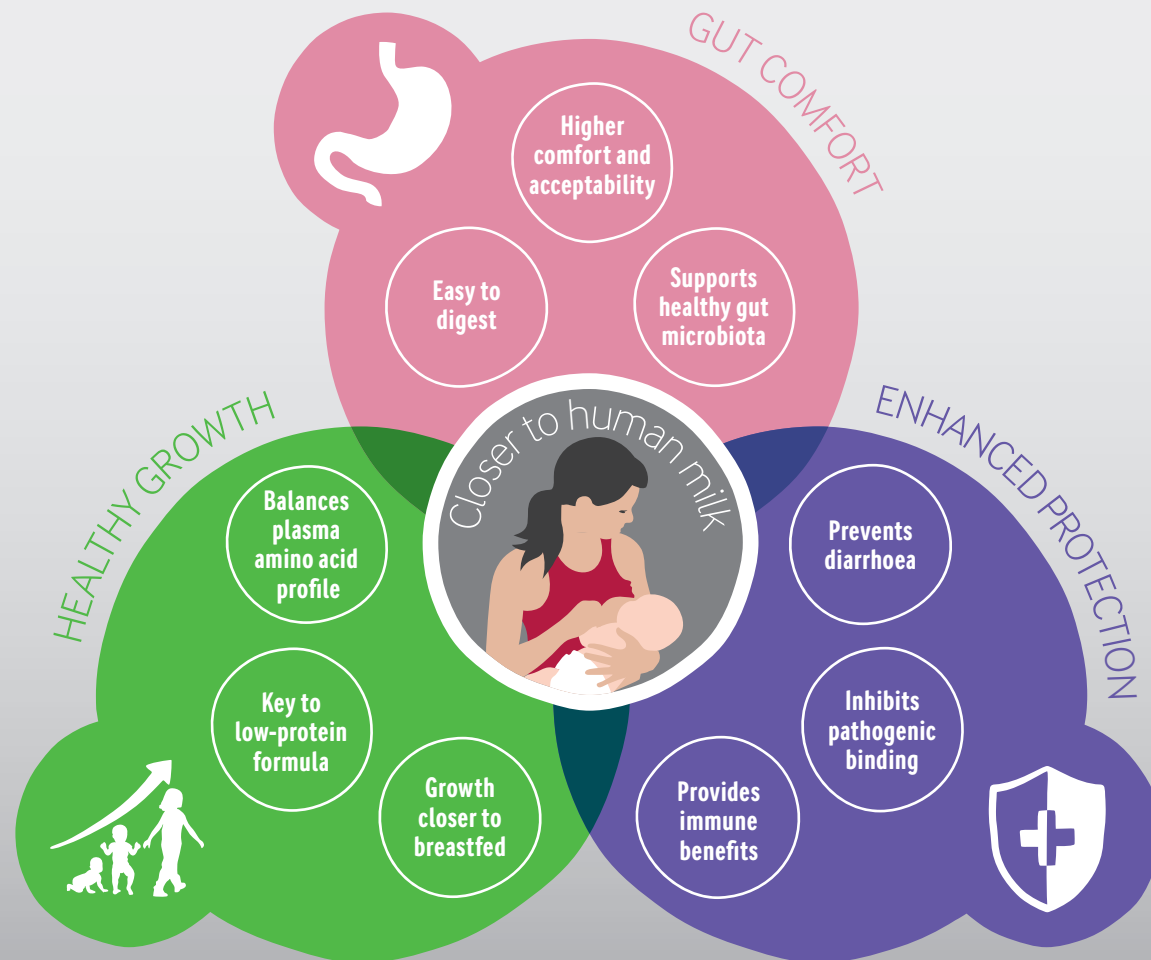 GUT COMFORT
Higher
comfort and
acceptability
Easy to
digest
Supports
healthy gut
microbiota
Closer to human milk
HEALTHY GROWTH
Balances
plasma
amino acid
profile
Key to
low-protein
formula
Growth
closer to
breastfed
ENHANCED PROTECTION
Prevents
diarrhoea
Inhibits
pathogenic
binding
Provides
immune
benefits